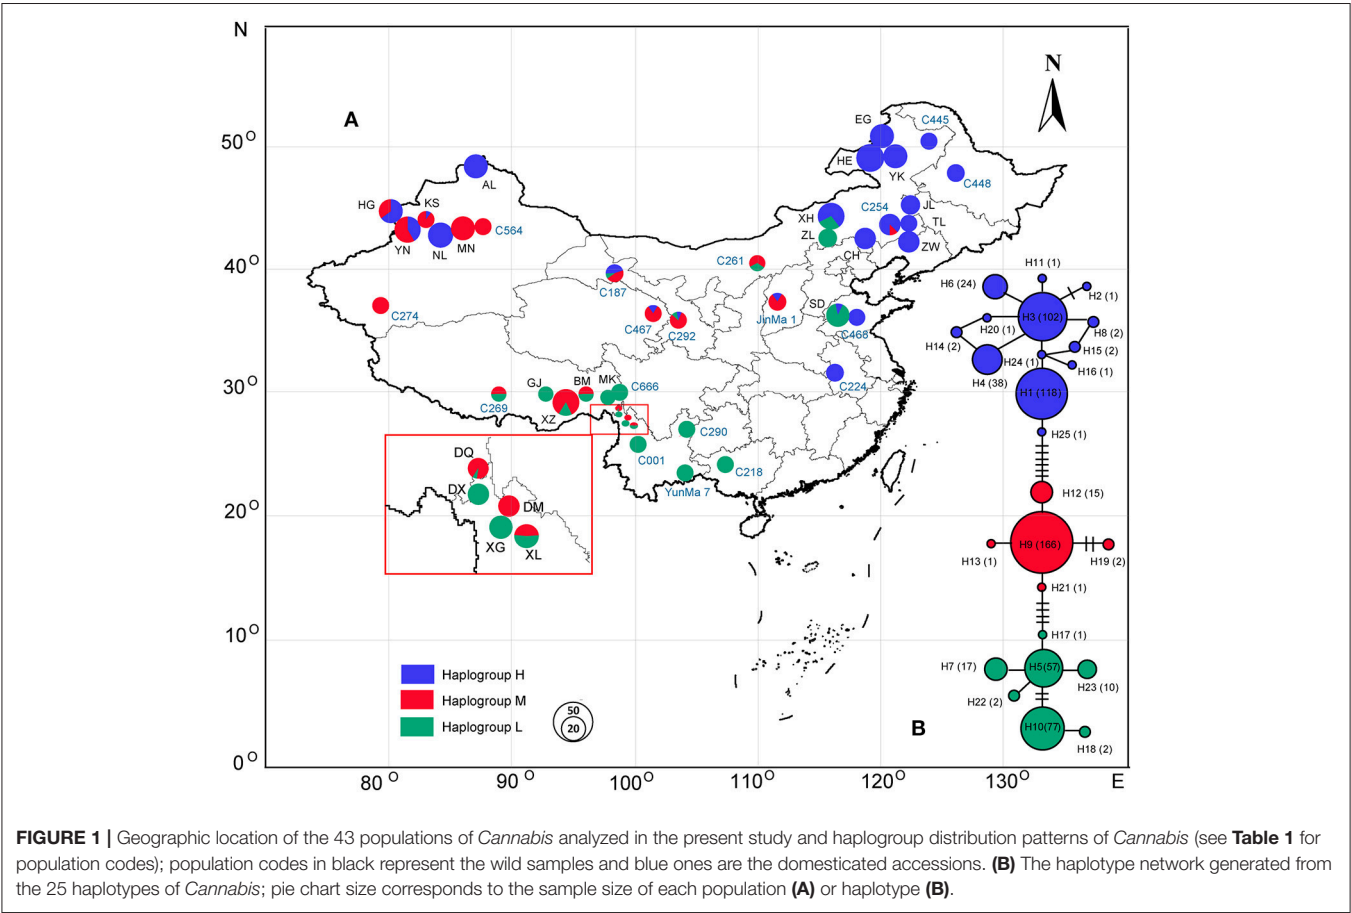 N
A
N
50°
40°
30°
20°
10°
0°
80°
90°
100°
110°
120°
130°
E
EG
C445
HE
YK
C448
AL
HG
KS
YN
NL
MN
C564
XH
C254
JL
TL
ZL
CH
ZW
C261
C187
C274
C467
C292
JinMa 1
SD
C468
C224
GJ
BM
MK
C666
C269
XZ
C290
C001
C218
YunMa 7
DQ
DX
DM
XG
XL
Haplogroup H
Haplogroup M
Haplogroup L
50
20
B
H11 (1)
H6 (24)
H2 (1)
H3 (102)
H20 (1)
H8 (2)
H14 (2)
H15 (2)
H24 (1)
H16 (1)
H4 (38)
H1 (118)
H25 (1)
H12 (15)
H9 (166)
H13 (1)
H19 (2)
H21 (1)
H17 (1)
H7 (17)
H5(57)
H23 (10)
H22 (2)
H10(77)
H18 (2)
FIGURE 1 | Geographic location of the 43 populations of Cannabis analyzed in the present study and haplogroup distribution patterns of Cannabis (see Table 1 for
population codes); population codes in black represent the wild samples and blue ones are the domesticated accessions. (B) The haplotype network generated from
the 25 haplotypes of Cannabis; pie chart size corresponds to the sample size of each population (A) or haplotype (B).